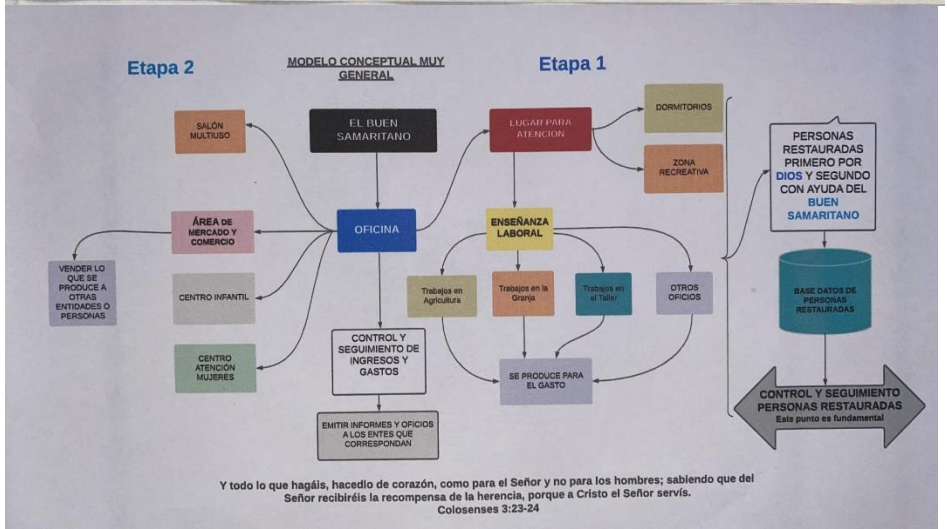 Etapa 2
MODELO CONCEPTUAL MUY
GENERAL
Etapa 1
SALÓN
MULTIUSO
EL BUEN
SAMARITANO
LUGAR PARA
ATENCION
DORMITORIOS
ZONA
RECREATIVA
PERSONAS
RESTAURADAS
PRIMERO POR
DIOS Y SEGUNDO
CON AYUDA DEL
BUEN
SAMARITANO
ÁREA DE
MERCADO Y
COMERCIO
OFICINA
ENSEÑANZA
LABORAL
VENDER LO
QUE SE
PRODUCE A
OTRAS
ENTIDADES O
PERSONAS
CENTRO INFANTIL
Trabajos en
Agricultura
Trabajos en la
Granja
Trabajos en
el Taller
OTROS
OFICIOS
BASE DATOS DE
PERSONAS
RESTAURADAS
CENTRO
ATENCIÓN
MUJERES
CONTROL Y
SEGUIMIENTO DE
INGRESOS Y
GASTOS
SE PRODUCE PARA
EL GASTO
CONTROL Y SEGUIMIENTO
PERSONAS RESTAURADAS
Este punto es fundamental
EMITIR INFORMES Y OFICIOS
A LOS ENTES QUE
CORRESPONDAN
Y todo lo que hagáis, hacedlo de corazón, como para el Señor y no para los hombres; sabiendo que del
Señor recibiréis la recompensa de la herencia, porque a Cristo el Señor servís.
Colosenses 3:23-24